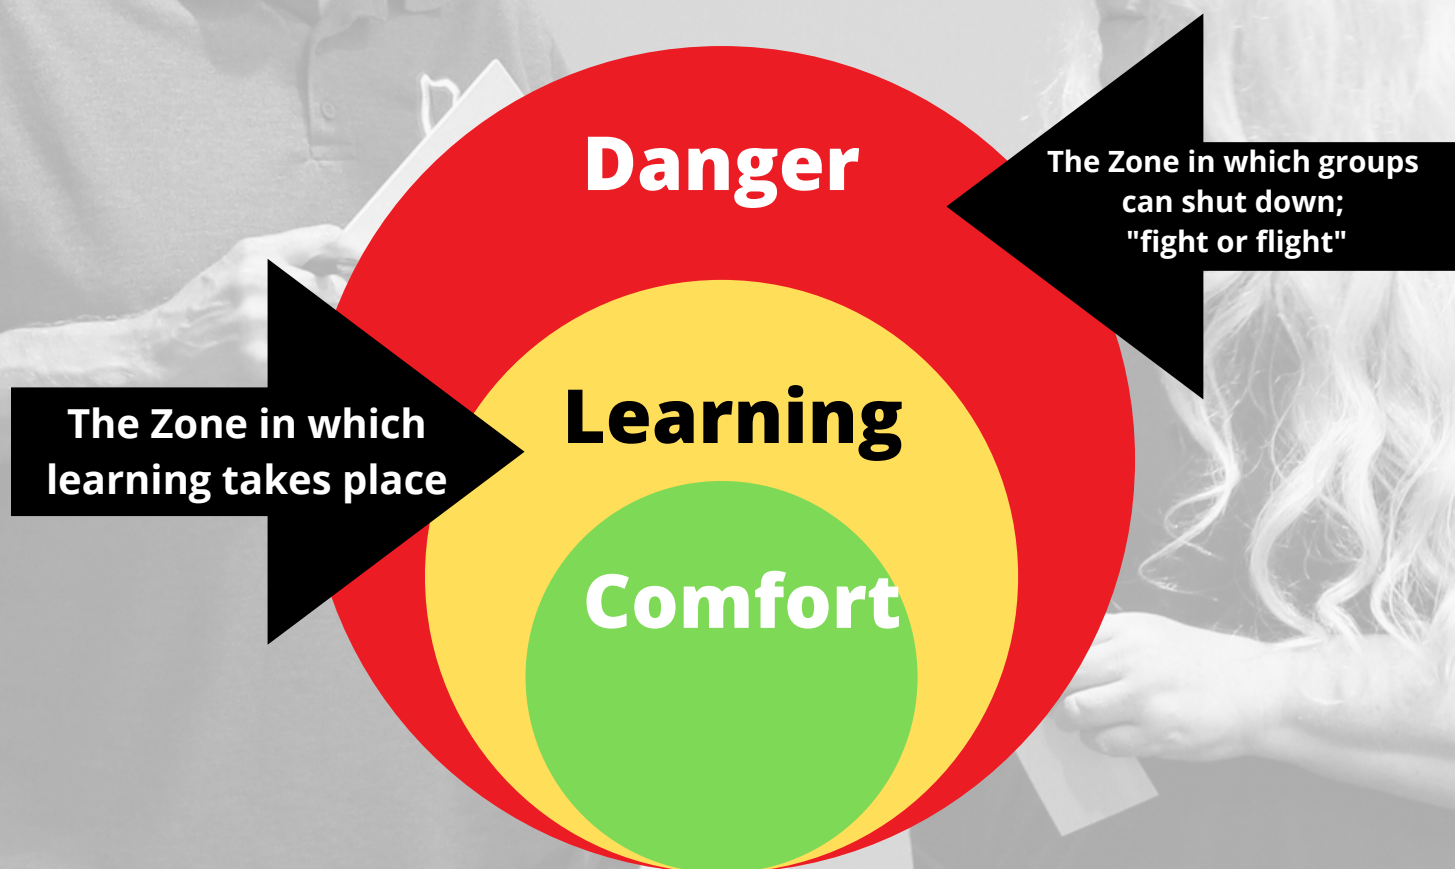 Danger
The Zone in which groups
can shut down;
"fight or flight"
Learning
The Zone in which
learning takes place
Comfort